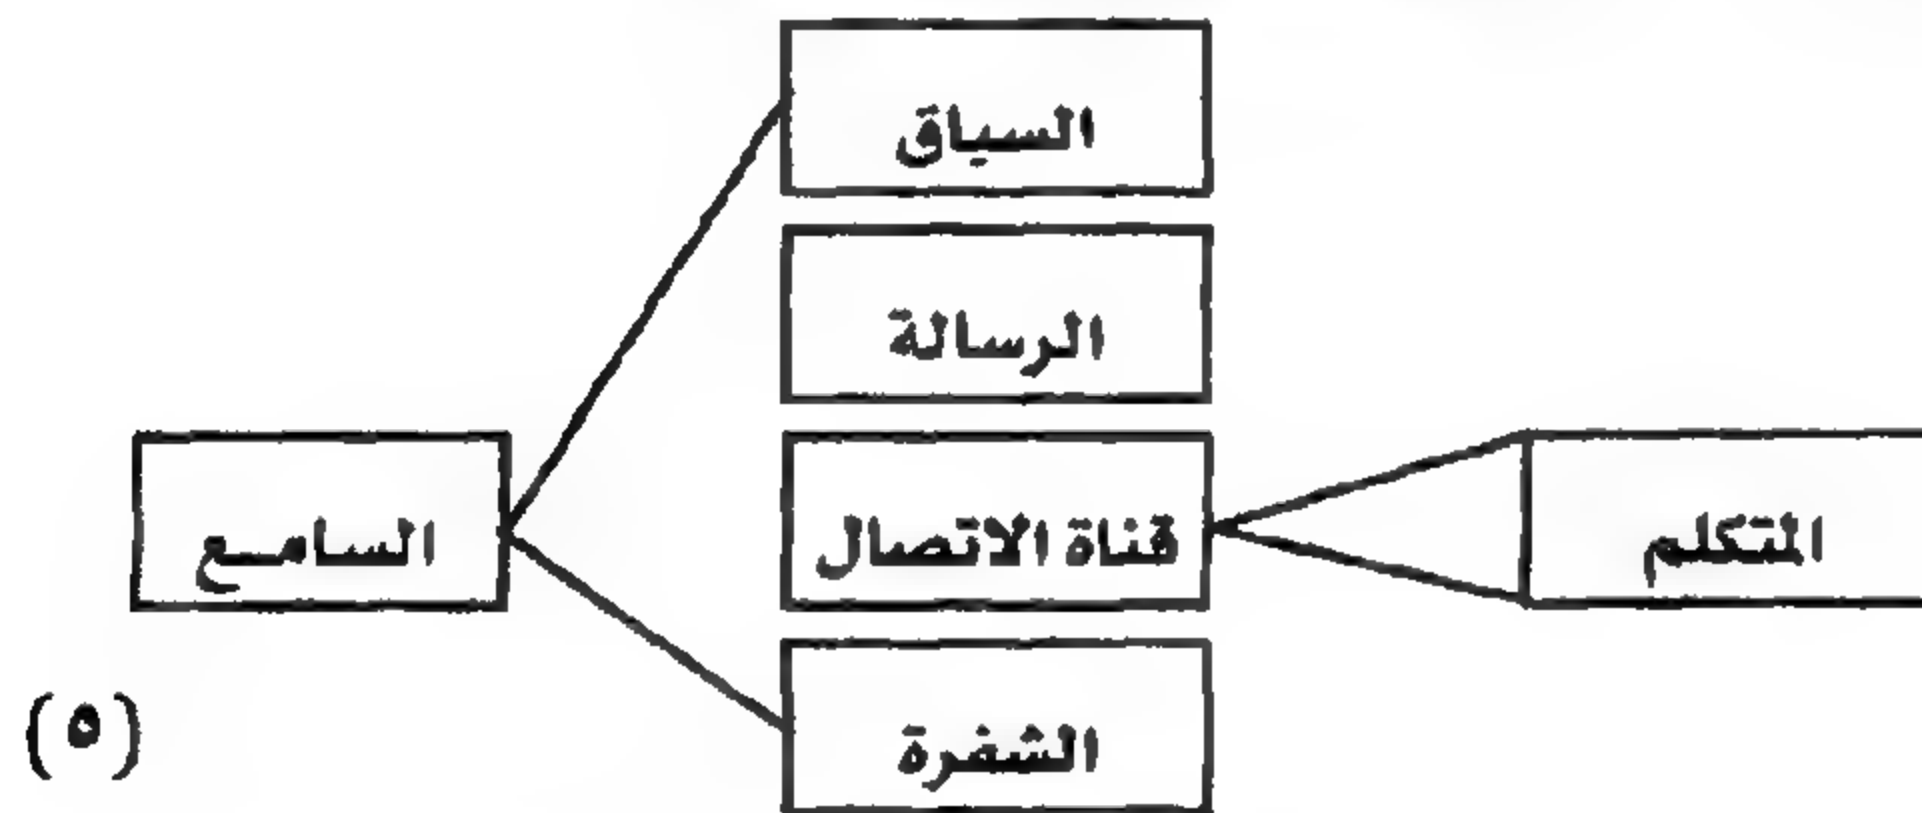 السياق
الرسالة
المتكلم
قناة الاتصال
السامع
الشفرة
(٥)